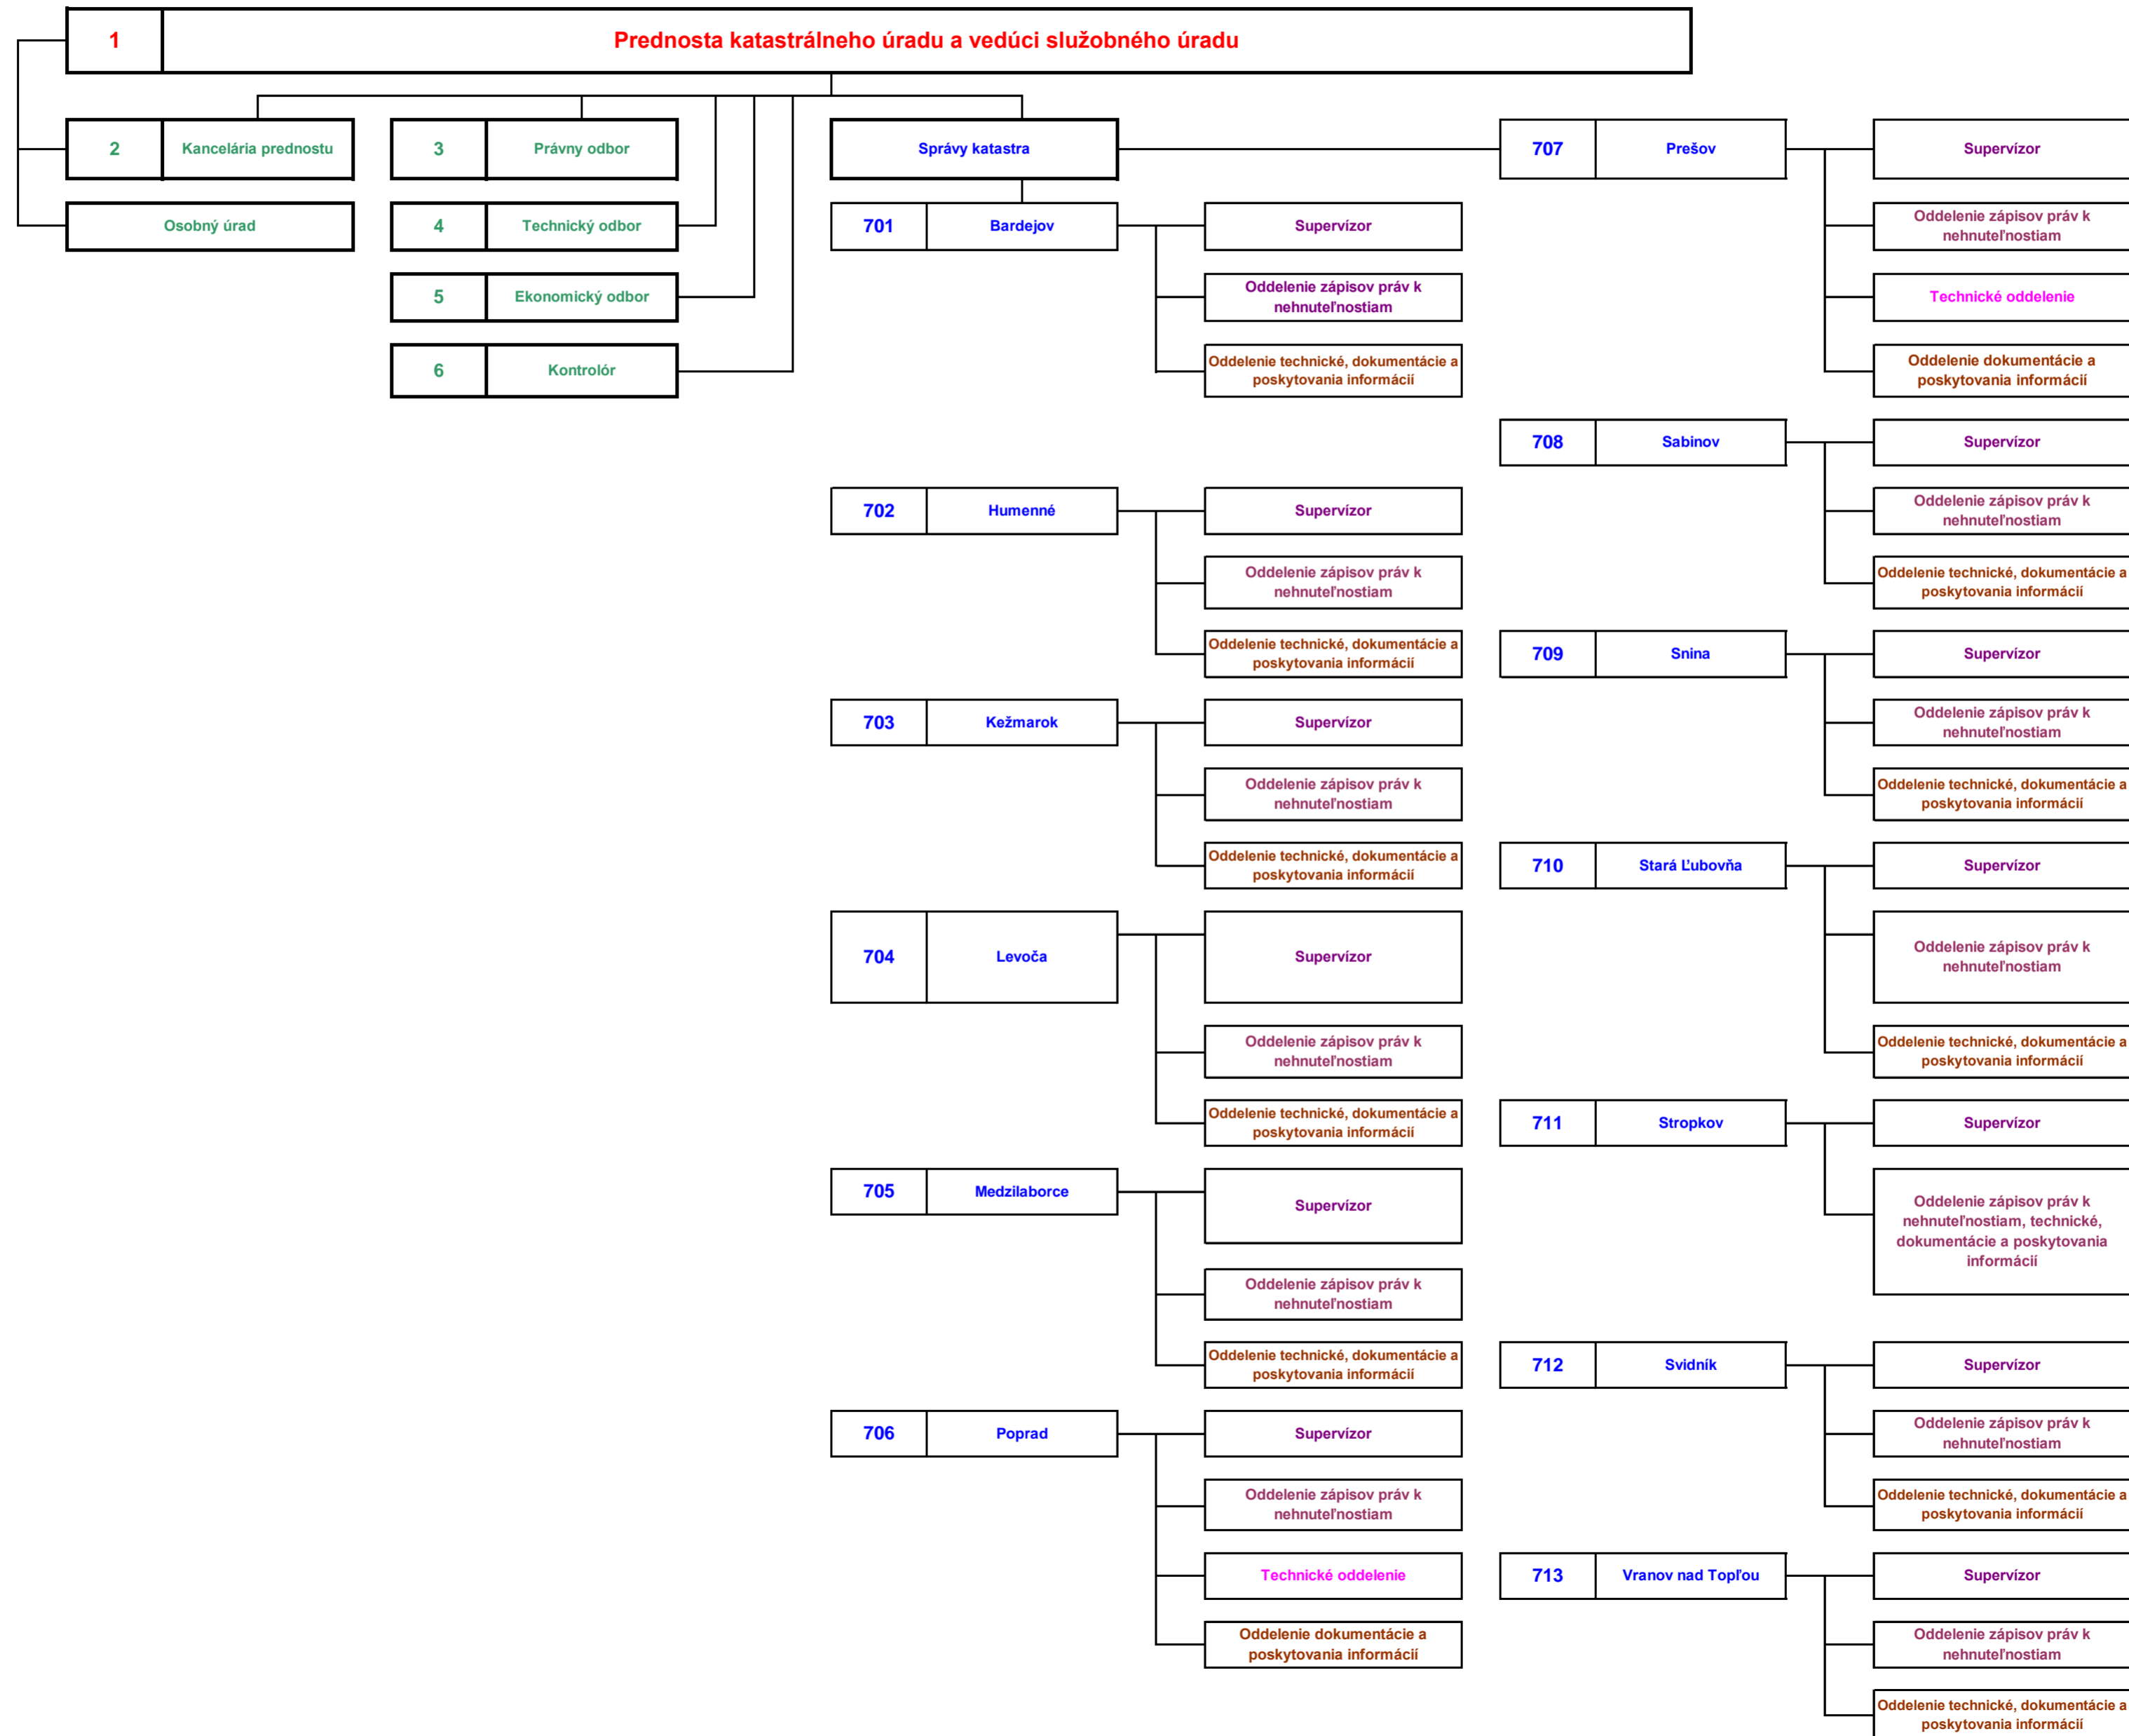 1 Prednosta katastrálneho úradu a vedúci služobného úradu
2 Kancelária prednostu
Osobný úrad
3 Právny odbor
4 Technický odbor
5 Ekonomický odbor
6 Kontrolór
Správy katastra
701 Bardejov
Supervízor
Oddelenie zápisov práv k
nehnuteľnostiam
Oddelenie technické, dokumentácie a
poskytovania informácií
702 Humenné
Supervízor
Oddelenie zápisov práv k
nehnuteľnostiam
Oddelenie technické, dokumentácie a
poskytovania informácií
703 Kežmarok
Supervízor
Oddelenie zápisov práv k
nehnuteľnostiam
Oddelenie technické, dokumentácie a
poskytovania informácií
704 Levoča
Supervízor
Oddelenie zápisov práv k
nehnuteľnostiam
Oddelenie technické, dokumentácie a
poskytovania informácií
705 Medzilaborce
Supervízor
Oddelenie zápisov práv k
nehnuteľnostiam
Oddelenie technické, dokumentácie a
poskytovania informácií
706 Poprad
Supervízor
Oddelenie zápisov práv k
nehnuteľnostiam
Technické oddelenie
Oddelenie dokumentácie a
poskytovania informácií
707 Prešov
Supervízor
Oddelenie zápisov práv k
nehnuteľnostiam
Technické oddelenie
Oddelenie dokumentácie a
poskytovania informácií
708 Sabinov
Supervízor
Oddelenie zápisov práv k
nehnuteľnostiam
Oddelenie technické, dokumentácie a
poskytovania informácií
709 Snina
Supervízor
Oddelenie zápisov práv k
nehnuteľnostiam
Oddelenie technické, dokumentácie a
poskytovania informácií
710 Stará Ľubovňa
Supervízor
Oddelenie zápisov práv k
nehnuteľnostiam
Oddelenie technické, dokumentácie a
poskytovania informácií
711 Stropkov
Supervízor
Oddelenie zápisov práv k
nehnuteľnostiam, technické,
dokumentácie a poskytovania
informácií
712 Svidník
Supervízor
Oddelenie zápisov práv k
nehnuteľnostiam
Oddelenie technické, dokumentácie a
poskytovania informácií
713 Vranov nad Topľou
Supervízor
Oddelenie zápisov práv k
nehnuteľnostiam
Oddelenie technické, dokumentácie a
poskytovania informácií